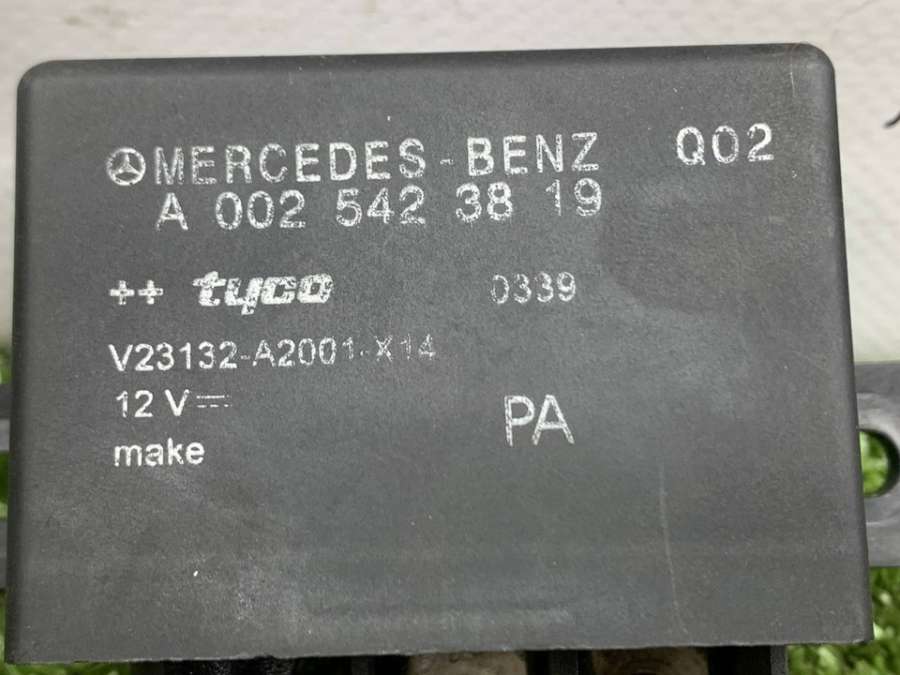 MERCEDES-BENZ Q02
A 002 542 38 19
++ tyco 0339
V23132-A2001-X14
12 V⎓
make PA